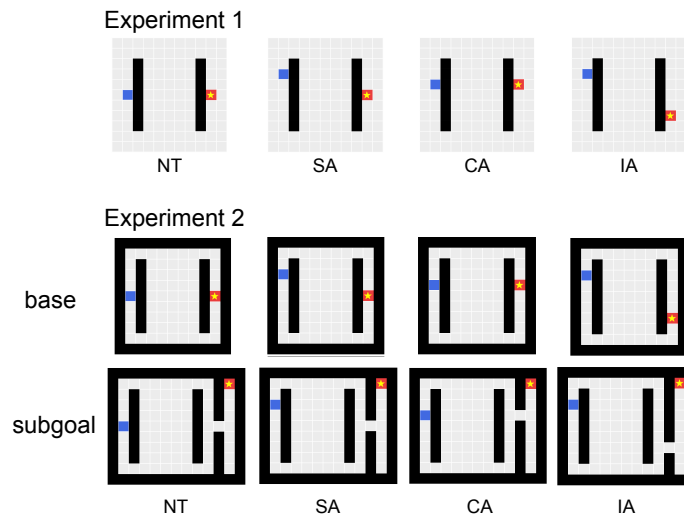 Experiment 1
NT SA CA IA
Experiment 2
base
subgoal
NT SA CA IA